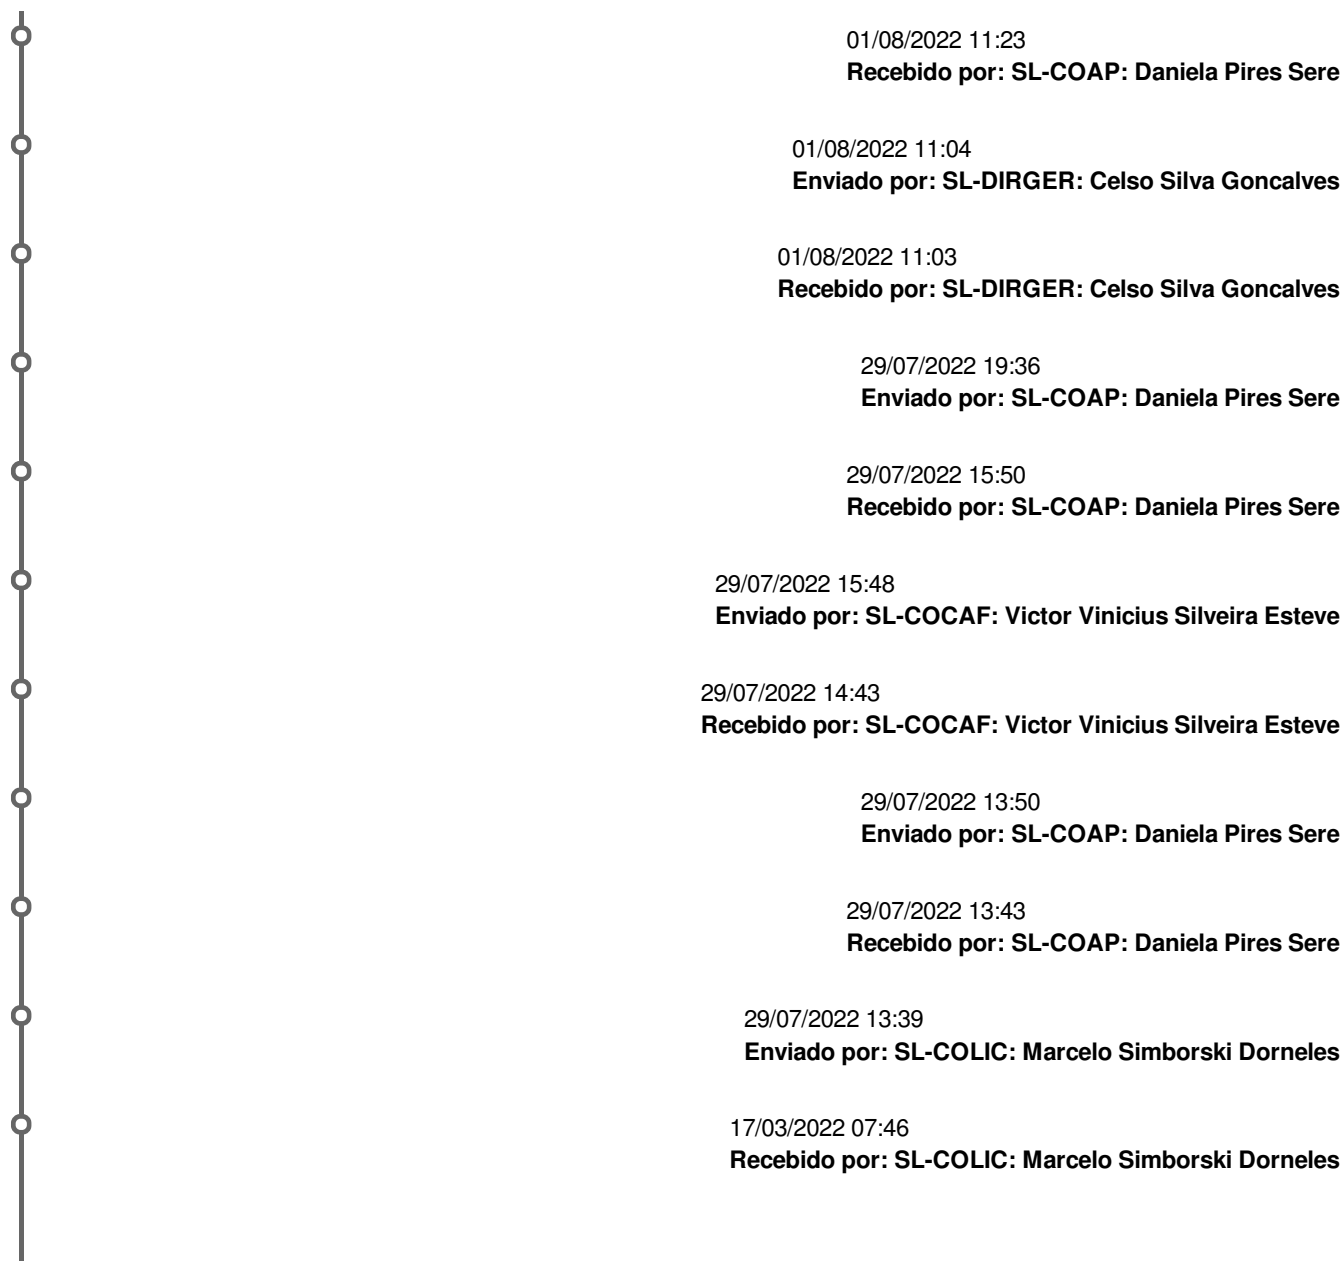 01/08/2022 11:23
Recebido por: SL-COAP: Daniela Pires Sere
01/08/2022 11:04
Enviado por: SL-DIRGER: Celso Silva Goncalves
01/08/2022 11:03
Recebido por: SL-DIRGER: Celso Silva Goncalves
29/07/2022 19:36
Enviado por: SL-COAP: Daniela Pires Sere
29/07/2022 15:50
Recebido por: SL-COAP: Daniela Pires Sere
29/07/2022 15:48
Enviado por: SL-COCAF: Victor Vinicius Silveira Esteve
29/07/2022 14:43
Recebido por: SL-COCAF: Victor Vinicius Silveira Esteve
29/07/2022 13:50
Enviado por: SL-COAP: Daniela Pires Sere
29/07/2022 13:43
Recebido por: SL-COAP: Daniela Pires Sere
29/07/2022 13:39
Enviado por: SL-COLIC: Marcelo Simborski Dorneles
17/03/2022 07:46
Recebido por: SL-COLIC: Marcelo Simborski Dorneles